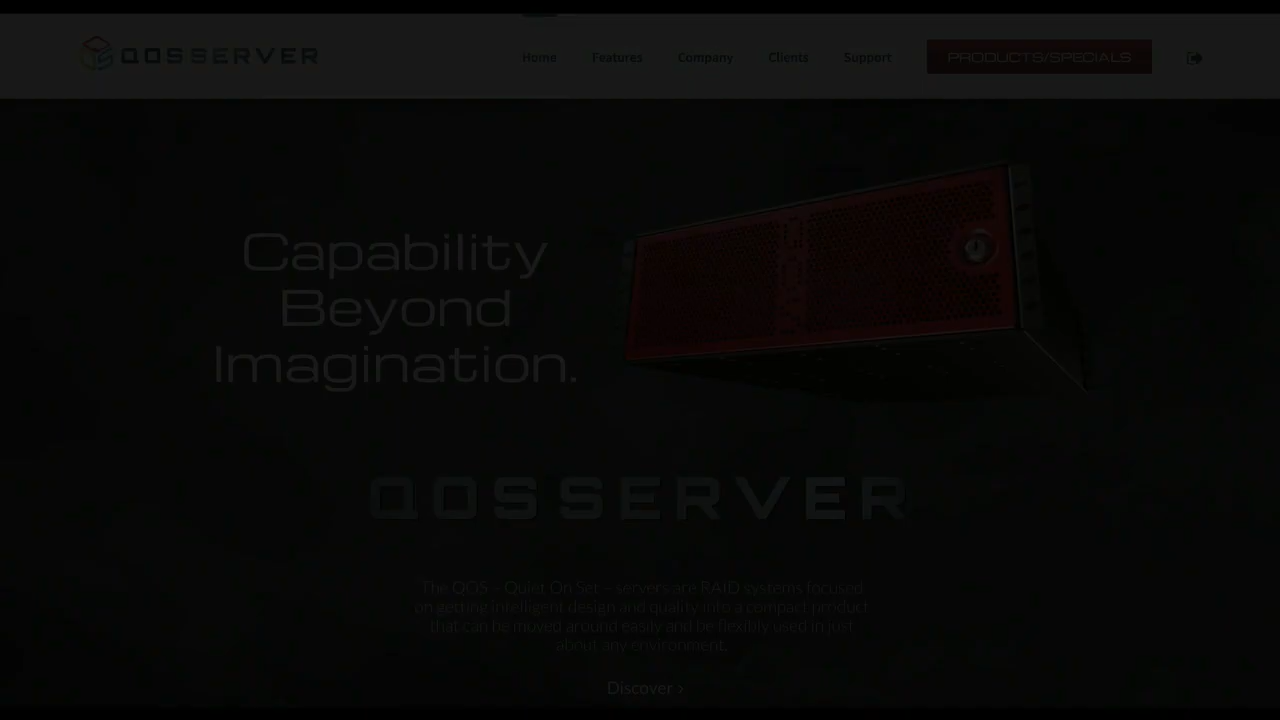 QOSSERVER
Home
Features
Company
Clients
Support
PRODUCTS/SPECIALS
Capability
Beyond
Imagination.
QOSSERVER
The QOS – Quiet On Set – servers are RAID systems focused
on getting intelligent design and quality into a compact product
that can be moved around easily and be flexibly used in just
about any environment.
Discover ›